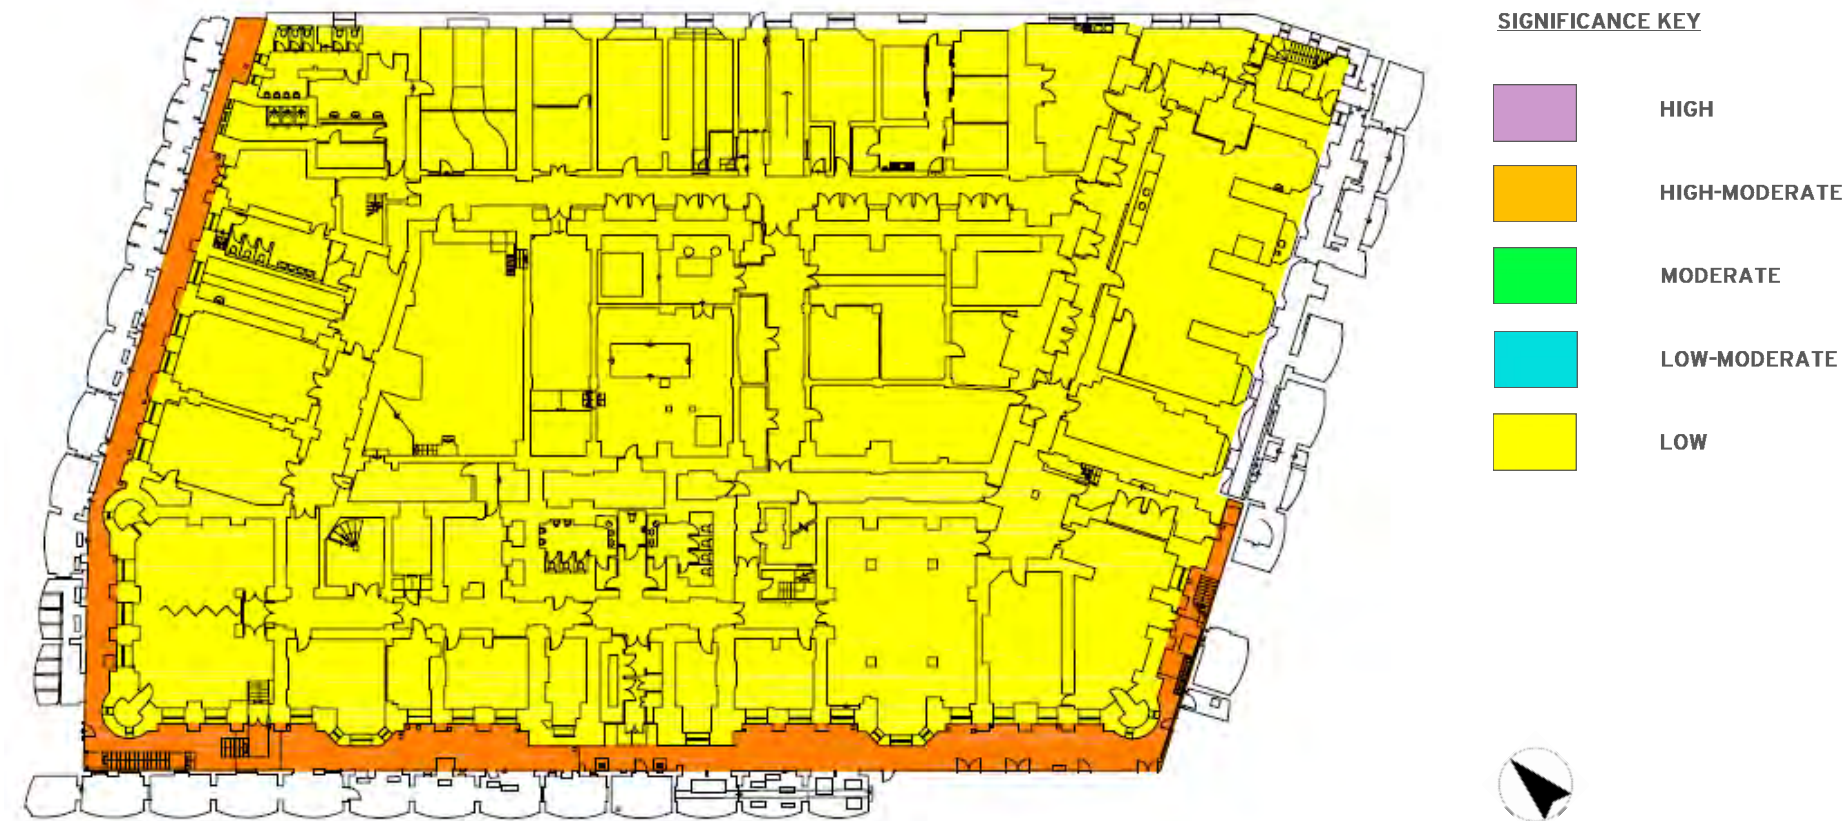 SIGNIFICANCE KEY
HIGH
HIGH-MODERATE
MODERATE
LOW-MODERATE
LOW